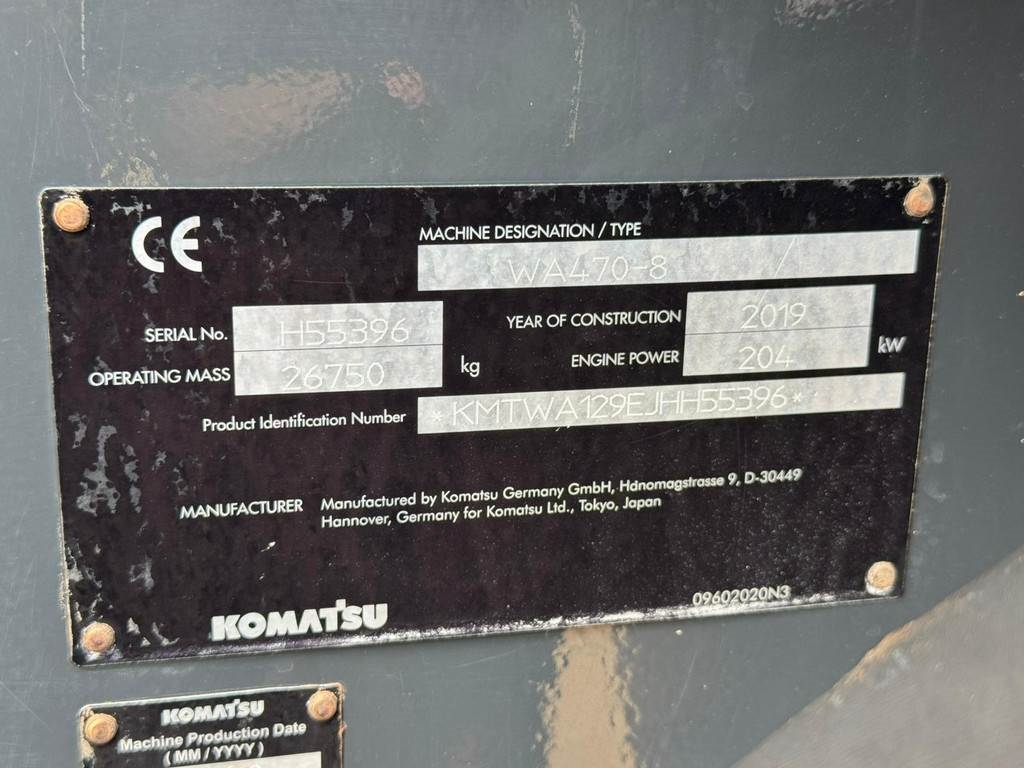 CE
MACHINE DESIGNATION / TYPE
WA470-8 /
SERIAL No. H55396
YEAR OF CONSTRUCTION 2019
OPERATING MASS 26750 kg
ENGINE POWER 204 kW
Product Identification Number *KMTWA129EJHH55396*
MANUFACTURER Manufactured by Komatsu Germany GmbH, Hanomagstrasse 9, D-30449
Hannover, Germany for Komatsu Ltd., Tokyo, Japan
KOMATSU
09602020N3
KOMATSU
Machine Production Date
( MM / YYYY )